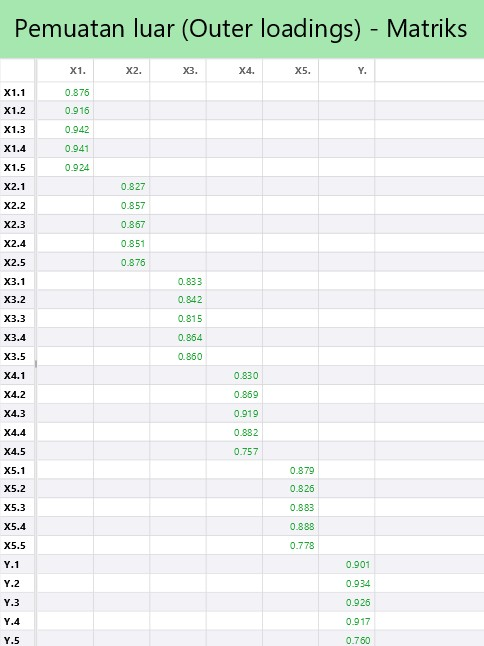 Pemuatan luar (Outer loadings) - Matriks
X1. X2. X3. X4. X5. Y.
X1.1 0.876
X1.2 0.916
X1.3 0.942
X1.4 0.941
X1.5 0.924
X2.1 0.827
X2.2 0.857
X2.3 0.867
X2.4 0.851
X2.5 0.876
X3.1 0.833
X3.2 0.842
X3.3 0.815
X3.4 0.864
X3.5 0.860
X4.1 0.830
X4.2 0.869
X4.3 0.919
X4.4 0.882
X4.5 0.757
X5.1 0.879
X5.2 0.826
X5.3 0.883
X5.4 0.888
X5.5 0.778
Y.1 0.901
Y.2 0.934
Y.3 0.926
Y.4 0.917
Y.5 0.760